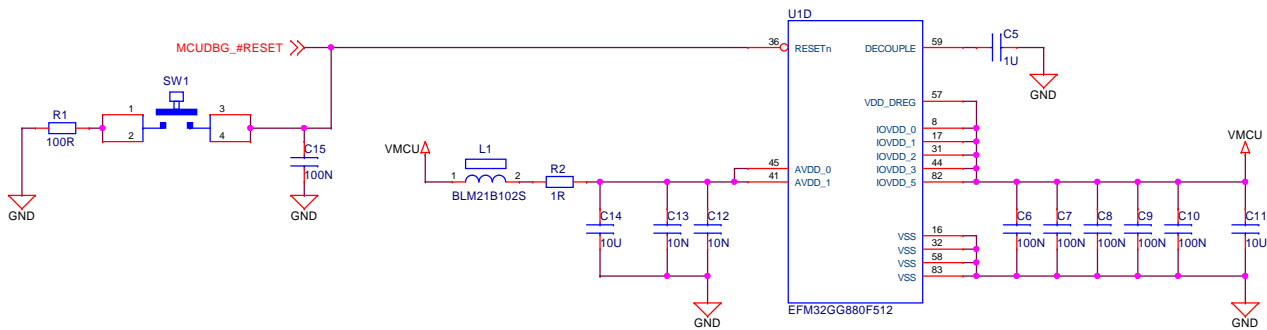 U1D
MCUDBG_#RESET
36
RESETn
DECOUPLE
59
C5
1U
GND
SW1
R1
100R
1
2
3
4
C15
100N
GND
GND
VDD_DREG
57
IOVDD_0
8
IOVDD_1
17
IOVDD_2
31
IOVDD_3
44
IOVDD_5
82
VMCU
L1
1
2
BLM21B102S
R2
1R
45
AVDD_0
41
AVDD_1
VMCU
C14
10U
C13
10N
C12
10N
GND
VSS
16
VSS
32
VSS
58
VSS
83
C6
100N
C7
100N
C8
100N
C9
100N
C10
100N
C11
10U
GND
EFM32GG880F512